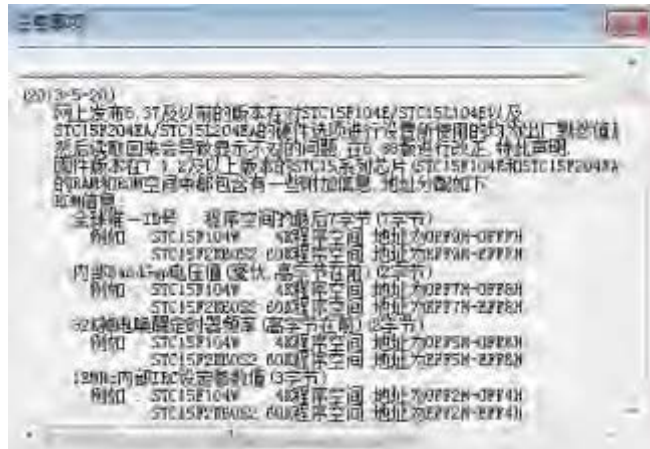 注意事项
(2013-5-20)
网上发布6.37及以前的版本在对STC15F104E/STC15L104E以及
STC15F204EA/STC15L204EA的硬件选项进行设置所使用的均为出厂默认值,
然后读取回来会导致显示不对的问题,在6.38版进行改正,特此声明.
固件版本在7.1.2及以上版本的STC15系列芯片(STC15F104E和STC15F204EA
的RAM和ROM空间中都包含有一些附加信息,地址分配如下
ROM信息
全球唯一ID号 程序空间的最后7字节(7字节)
例如 STC15F104W 4K程序空间 地址为0FF9H-0FFFH
STC15F2K60S2 60K程序空间 地址为EFF9H-EFFFH
内部BandGap电压值(毫伏,高字节在前)(2字节)
例如 STC15F104W 4K程序空间 地址为0FF7H-0FF8H
STC15F2K60S2 60K程序空间 地址为EFF7H-EFF8H
32K掉电唤醒定时器频率(高字节在前)(2字节)
例如 STC15F104W 4K程序空间 地址为0FF5H-0FF6H
STC15F2K60S2 60K程序空间 地址为EFF5H-EFF6H
内部IRC设定参数值(3字节)
例如 STC15F104W 4K程序空间 地址为0FF2H-0FF4H
STC15F2K60S2 60K程序空间 地址为EFF2H-EFF4H